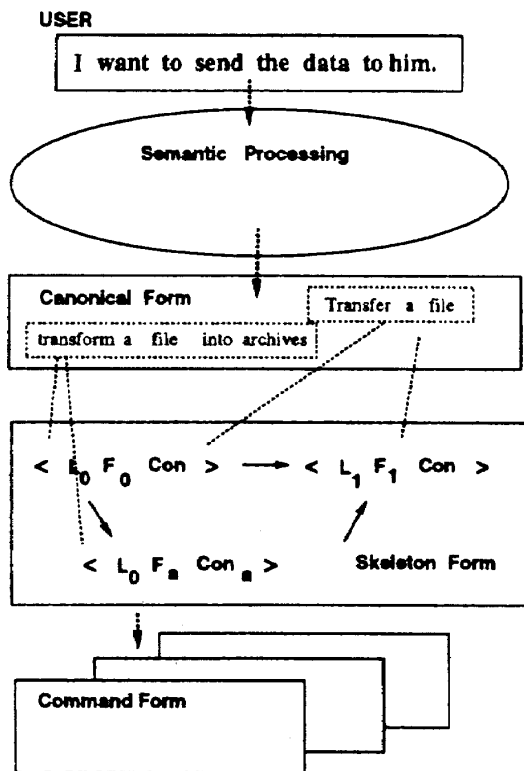 USER
I want to send the data to him.
Semantic Processing
Canonical Form
Transfer a file
transform a file into archives
< L0 F0 Con > → < L1 F1 Con >
< L0 Fa Cona >
Skeleton Form
Command Form